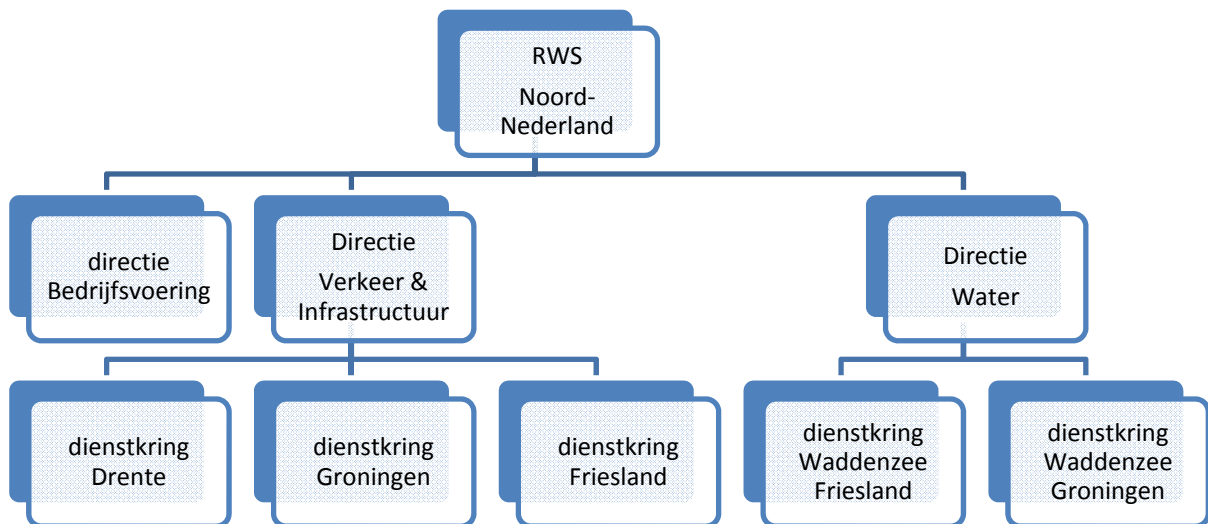 RWS
Noord-
Nederland
directie
Bedrijfsvoering
Directie
Verkeer &
Infrastructuur
Directie
Water
dienstkring
Drente
dienstkring
Groningen
dienstkring
Friesland
dienstkring
Waddenzee
Friesland
dienstkring
Waddenzee
Groningen